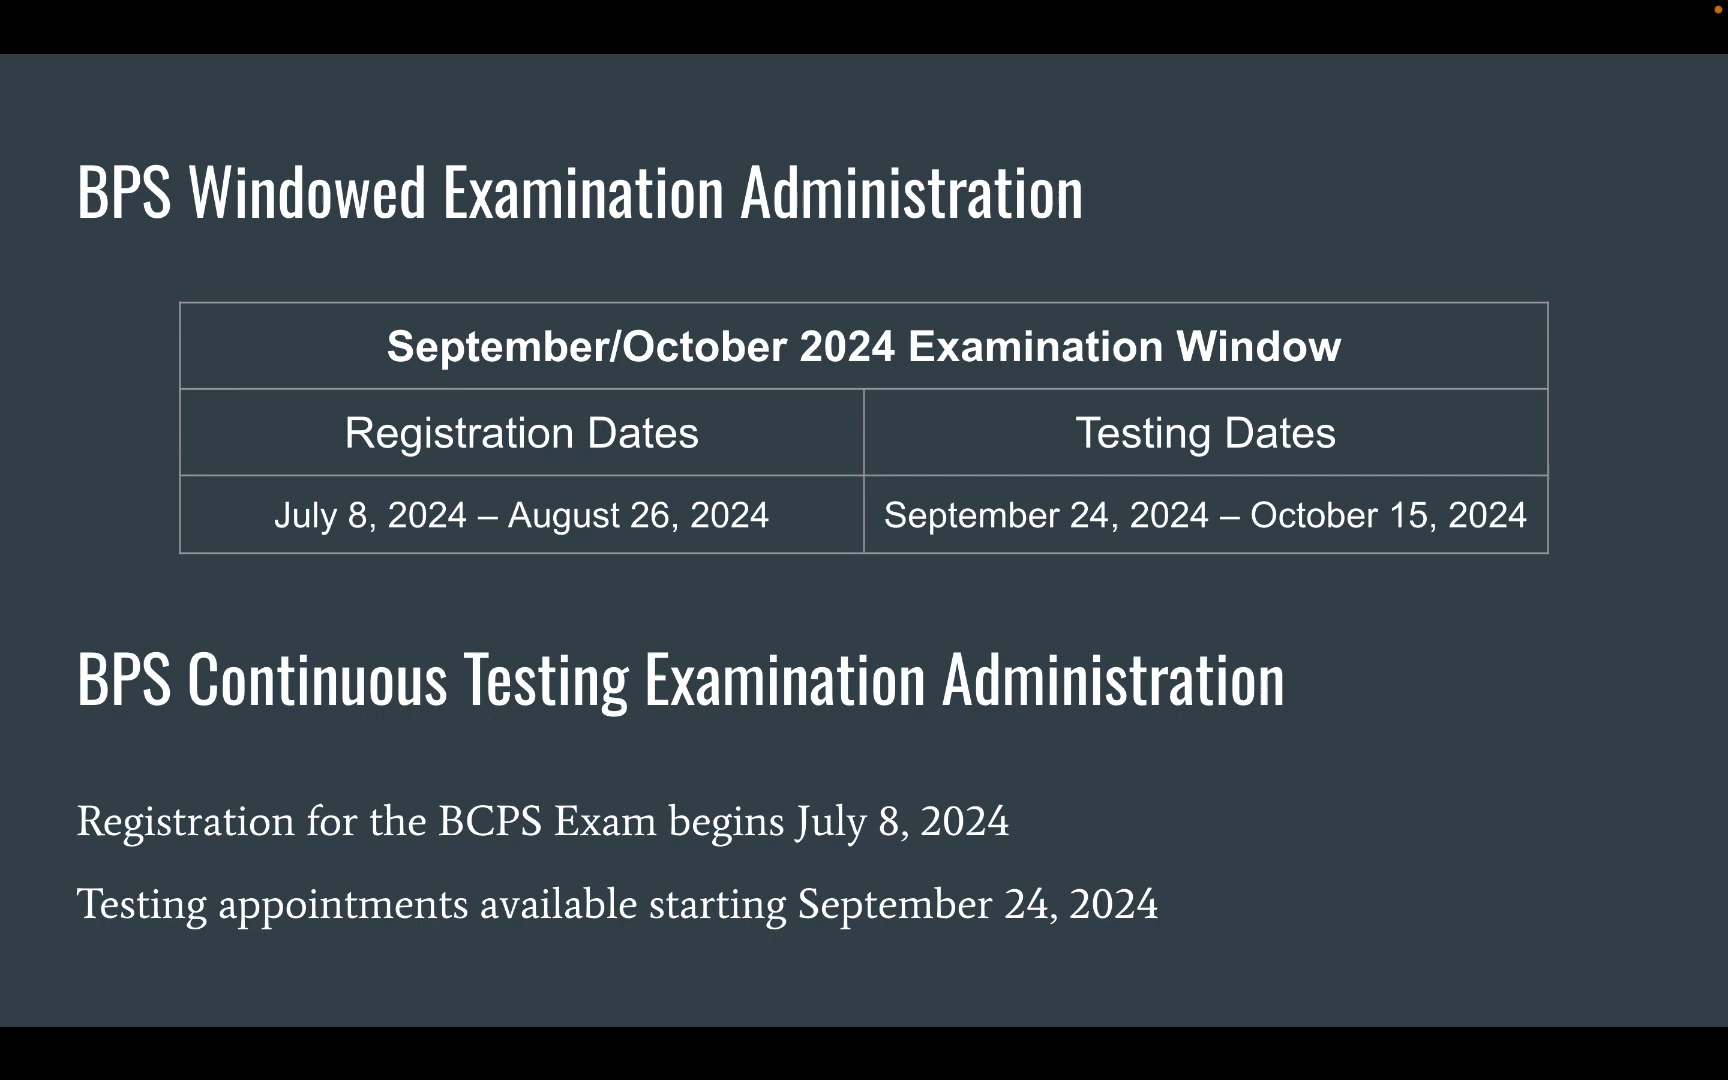 BPS Windowed Examination Administration
September/October 2024 Examination Window
Registration Dates
Testing Dates
July 8, 2024 – August 26, 2024
September 24, 2024 – October 15, 2024
BPS Continuous Testing Examination Administration
Registration for the BCPS Exam begins July 8, 2024
Testing appointments available starting September 24, 2024